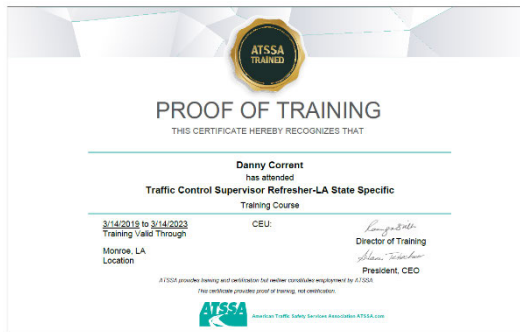 ATSSA
TRAINED
PROOF OF TRAINING
THIS CERTIFICATE HEREBY RECOGNIZES THAT
Danny Corrent
has attended
Traffic Control Supervisor Refresher-LA State Specific
Training Course
3/14/2019 to 3/14/2023
Training Valid Through
CEU:
Director of Training
Monroe, LA
Location
President, CEO
ATSSA provides training and certification but neither constitutes employment by ATSSA.
This certificate provides proof of training, not certification.
ATSSA
American Traffic Safety Services Association ATSSA.com